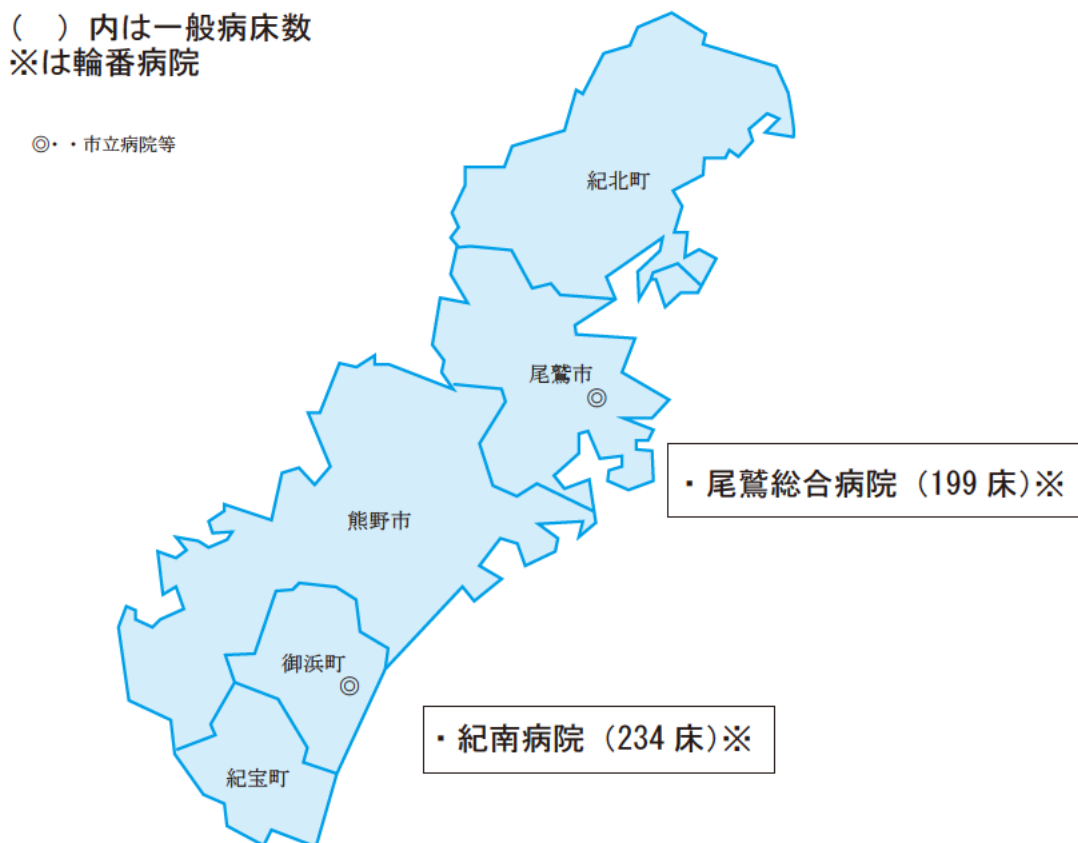 （　）内は一般病床数
※は輪番病院
◎・・市立病院等
紀北町
尾鷲市
◎
・尾鷲総合病院（199 床）※
熊野市
御浜町
◎
・紀南病院（234 床）※
紀宝町